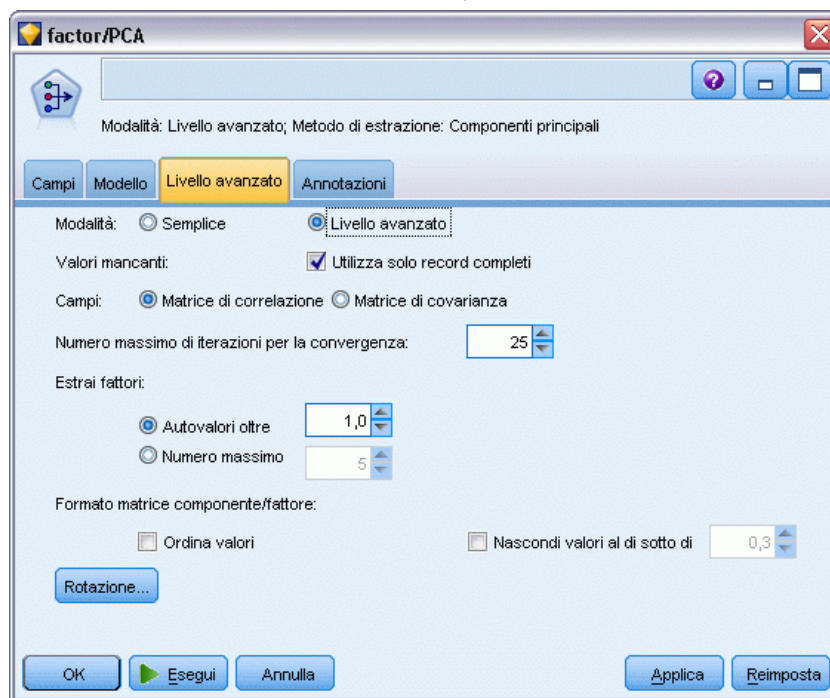 factor/PCA
Modalità: Livello avanzato; Metodo di estrazione: Componenti principali
Campi Modello Livello avanzato Annotazioni
Modalità: Semplice Livello avanzato
Valori mancanti: Utilizza solo record completi
Campi: Matrice di correlazione Matrice di covarianza
Numero massimo di iterazioni per la convergenza: 25
Estrai fattori:
Autovalori oltre 1,0
Numero massimo 5
Formato matrice componente/fattore:
Ordina valori Nascondi valori al di sotto di 0,3
Rotazione...
OK Esegui Annulla Applica Reimposta